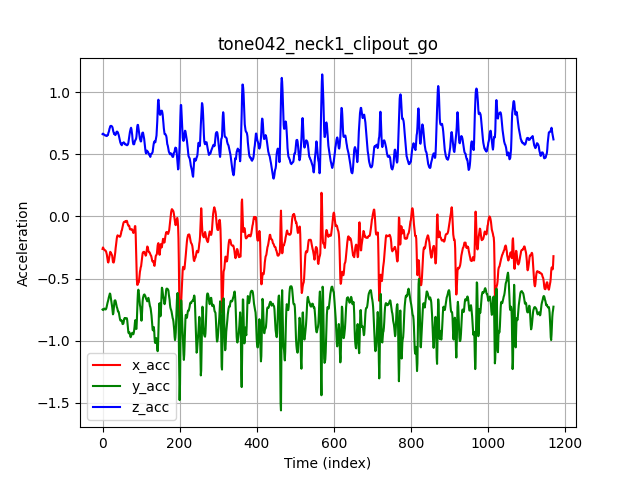 tone042_neck1_clipout_go
1.0
0.5
0.0
−0.5
−1.0
−1.5
Acceleration
x_acc
y_acc
z_acc
0 200 400 600 800 1000 1200
Time (index)